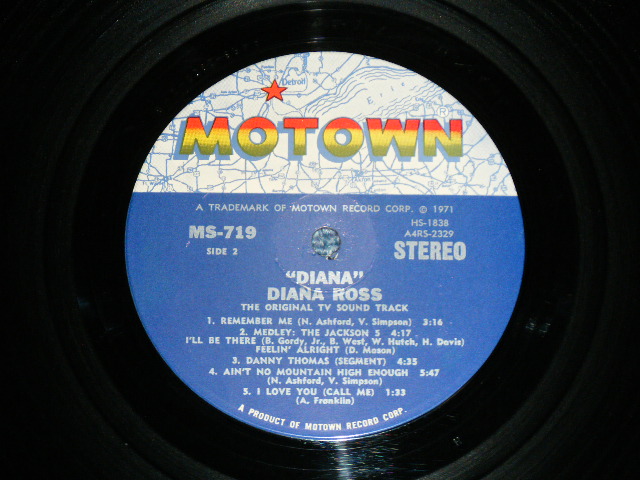 Detroit
Erie
MOTOWN
A TRADEMARK OF MOTOWN RECORD CORP. © 1971
MS-719
SIDE 2
HS-1838
A4RS-2329
STEREO
"DIANA"
DIANA ROSS
THE ORIGINAL TV SOUND TRACK
1. REMEMBER ME (N. Ashford, V. Simpson) 3:16
2. MEDLEY: THE JACKSON 5 4:17
I'LL BE THERE (B. Gordy, Jr., B. West, W. Hutch, H. Davis)
FEELIN' ALRIGHT (D. Mason)
3. DANNY THOMAS (SEGMENT) 4:35
4. AIN'T NO MOUNTAIN HIGH ENOUGH 5:47
(N. Ashford, V. Simpson)
5. I LOVE YOU (CALL ME) 1:33
(A. Franklin)
A PRODUCT OF MOTOWN RECORD CORP.